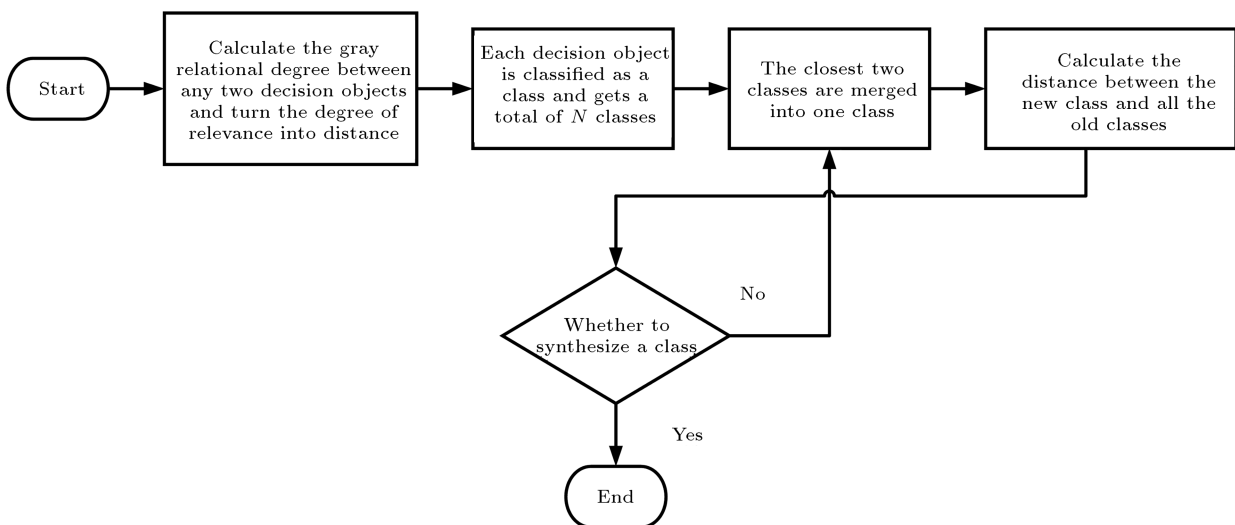 Start
Calculate the gray
relational degree between
any two decision objects
and turn the degree of
relevance into distance
Each decision object
is classified as a
class and gets a
total of N classes
The closest two
classes are merged
into one class
Calculate the
distance between the
new class and all the
old classes
No
Whether to
synthesize a class
Yes
End